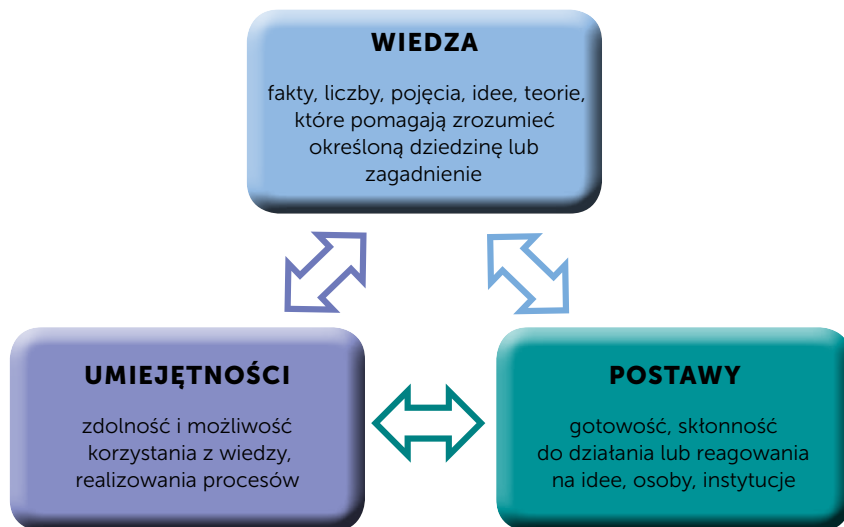 WIEDZA
fakty, liczby, pojęcia, idee, teorie,
które pomagają zrozumieć
określoną dziedzinę lub
zagadnienie
UMIEJĘTNOŚCI
zdolność i możliwość
korzystania z wiedzy,
realizowania procesów
POSTAWY
gotowość, skłonność
do działania lub reagowania
na idee, osoby, instytucje